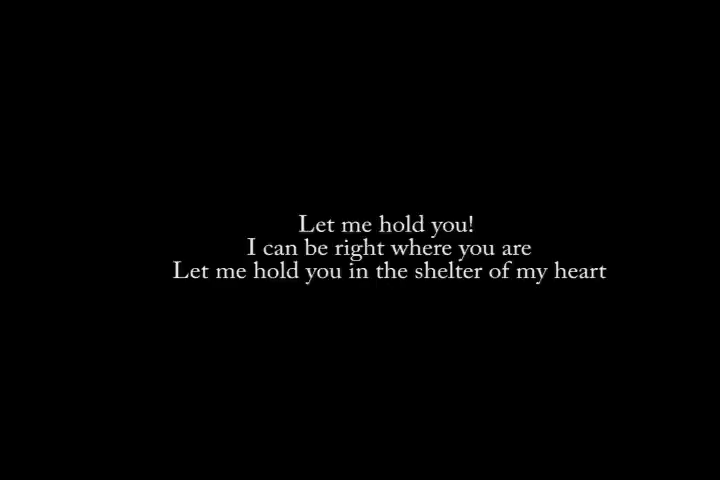 Let me hold you!
I can be right where you are
Let me hold you in the shelter of my heart